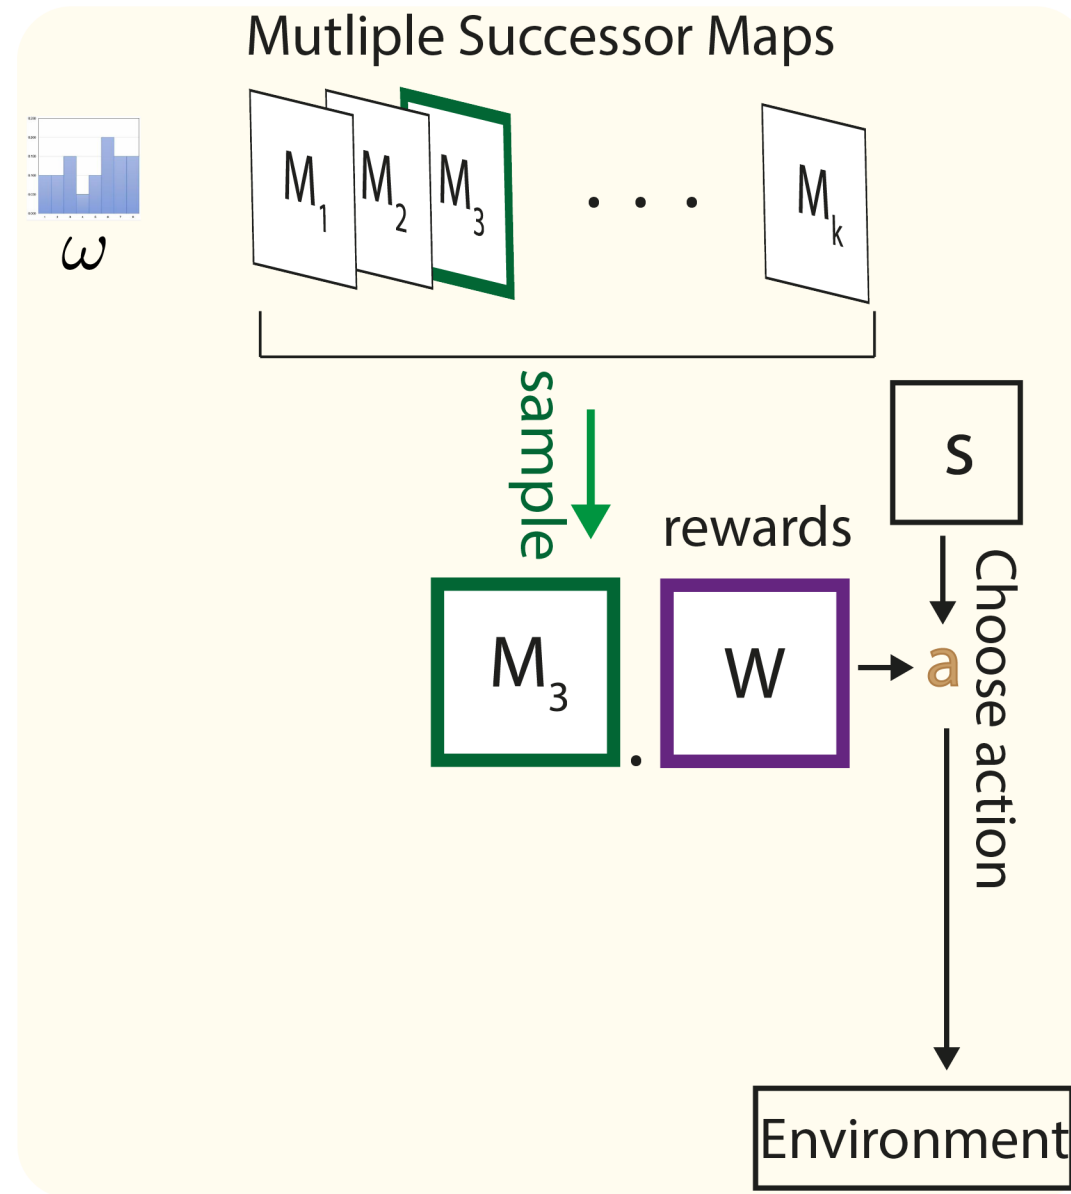 Mutliple Successor Maps
M1
M2
M3
. . .
Mk
ω
sample
s
rewards
Choose action
M3
.
W
a
Environment